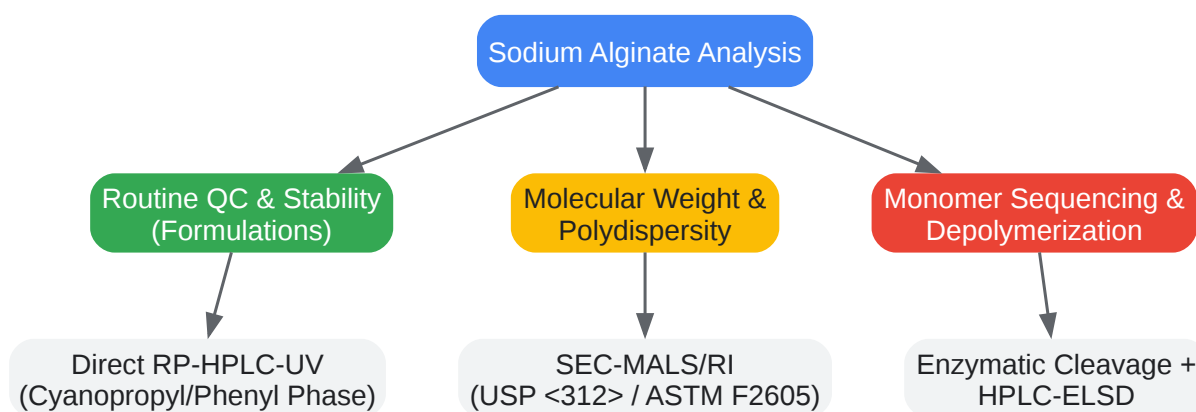 Sodium Alginate Analysis
Routine QC & Stability
(Formulations)
Molecular Weight &
Polydispersity
Monomer Sequencing &
Depolymerization
Direct RP-HPLC-UV
(Cyanopropyl/Phenyl Phase)
SEC-MALS/RI
(USP <312> / ASTM F2605)
Enzymatic Cleavage +
HPLC-ELSD